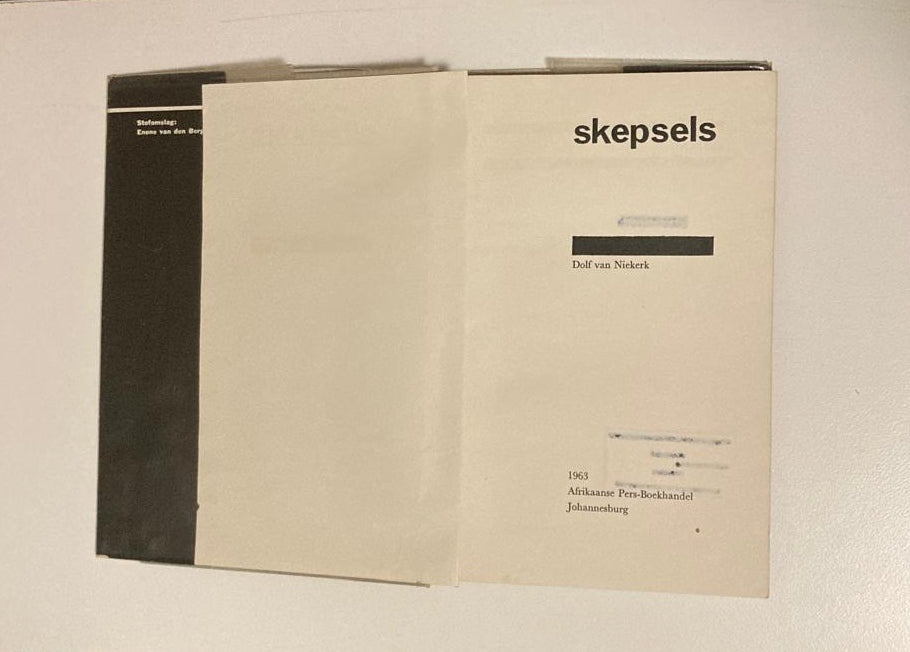 Stofomslag:
Enone van den Berg
skepsels
Dolf van Niekerk
1963
Afrikaanse Pers-Boekhandel
Johannesburg